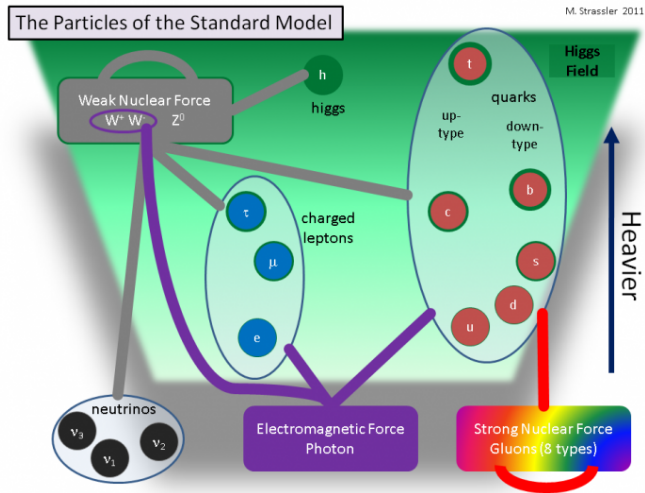 The Particles of the Standard Model
M. Strassler 2011
Higgs
Field
h
higgs
Weak Nuclear Force
W⁺ W⁻ Z⁰
t
quarks
up-
type
down-
type
b
c
s
d
u
τ
charged
leptons
μ
e
Heavier
neutrinos
ν₃
ν₁
ν₂
Electromagnetic Force
Photon
Strong Nuclear Force
Gluons (8 types)